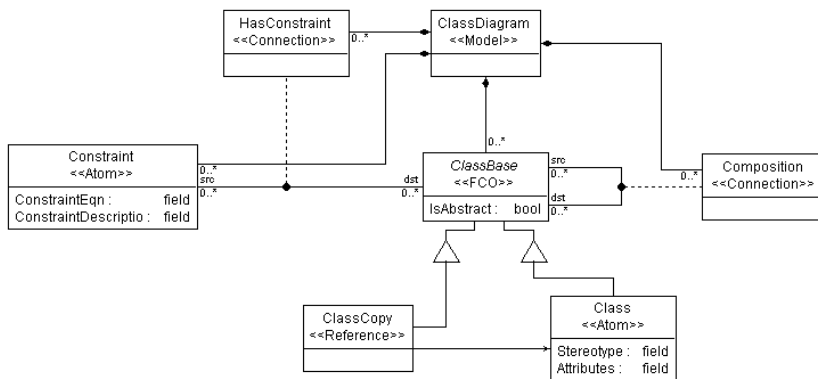 HasConstraint
<<Connection>>
0..*
ClassDiagram
<<Model>>
0..*
Constraint
<<Atom>>
ConstraintEqn : field
ConstraintDescriptio : field
0..*
src
0..*
dst
0..*
ClassBase
<<FCO>>
IsAbstract : bool
src
0..*
dst
0..*
0..*
Composition
<<Connection>>
ClassCopy
<<Reference>>
Class
<<Atom>>
Stereotype : field
Attributes : field